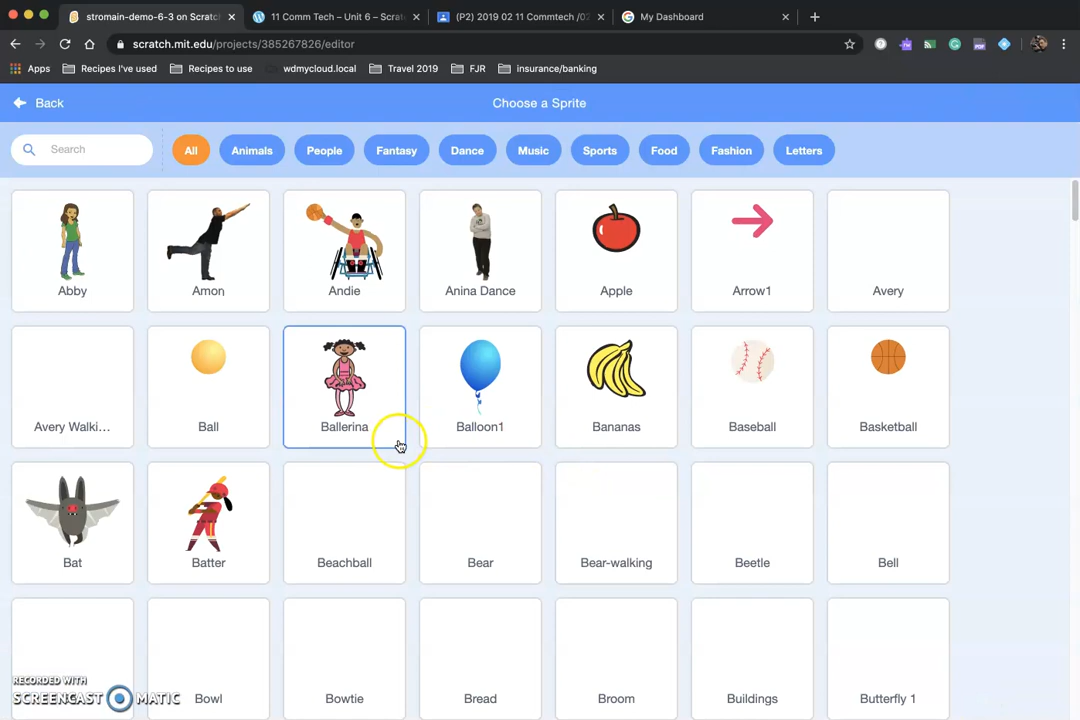 stromain-demo-6-3 on Scratch
11 Comm Tech – Unit 6 – Scratc
(P2) 2019 02 11 Commtech /02
My Dashboard
scratch.mit.edu/projects/385267826/editor
Apps
Recipes I've used
Recipes to use
wdmycloud.local
Travel 2019
FJR
insurance/banking
Back
Choose a Sprite
Search
All
Animals
People
Fantasy
Dance
Music
Sports
Food
Fashion
Letters
Abby
Amon
Andie
Anina Dance
Apple
Arrow1
Avery
Avery Walki...
Ball
Ballerina
Balloon1
Bananas
Baseball
Basketball
Bat
Batter
Beachball
Bear
Bear-walking
Beetle
Bell
Bowl
Bowtie
Bread
Broom
Buildings
Butterfly 1
RECORDED WITH
SCREENCAST MATIC